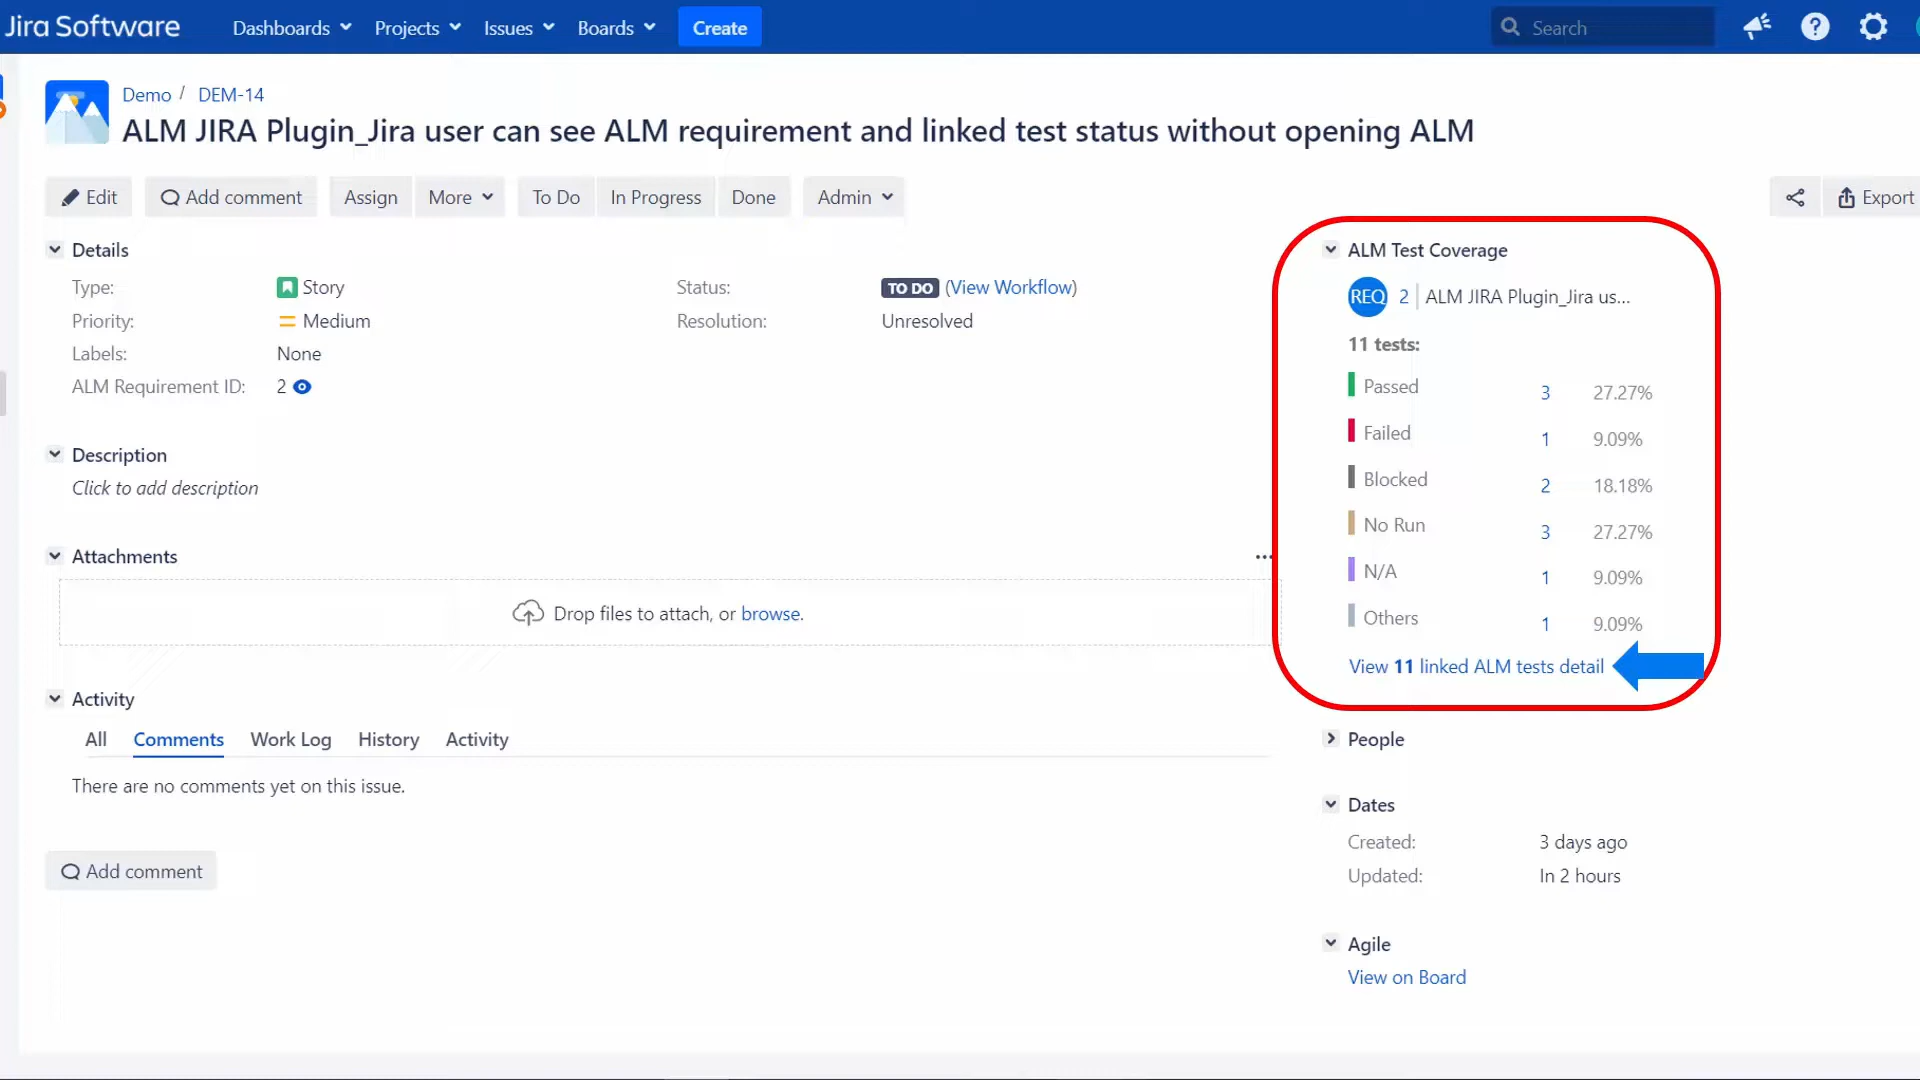 Jira Software Dashboards Projects Issues Boards Create Search
Demo / DEM-14
ALM JIRA Plugin_Jira user can see ALM requirement and linked test status without opening ALM
Edit Add comment Assign More To Do In Progress Done Admin Export
Details
Type: Story Status: TO DO (View Workflow)
Priority: Medium Resolution: Unresolved
Labels: None
ALM Requirement ID: 2
Description
Click to add description
Attachments
Drop files to attach, or browse.
Activity
All Comments Work Log History Activity
There are no comments yet on this issue.
Add comment
ALM Test Coverage
REQ 2 ALM JIRA Plugin_Jira us...
11 tests:
Passed 3 27.27%
Failed 1 9.09%
Blocked 2 18.18%
No Run 3 27.27%
N/A 1 9.09%
Others 1 9.09%
View 11 linked ALM tests detail
People
Dates
Created: 3 days ago
Updated: In 2 hours
Agile
View on Board